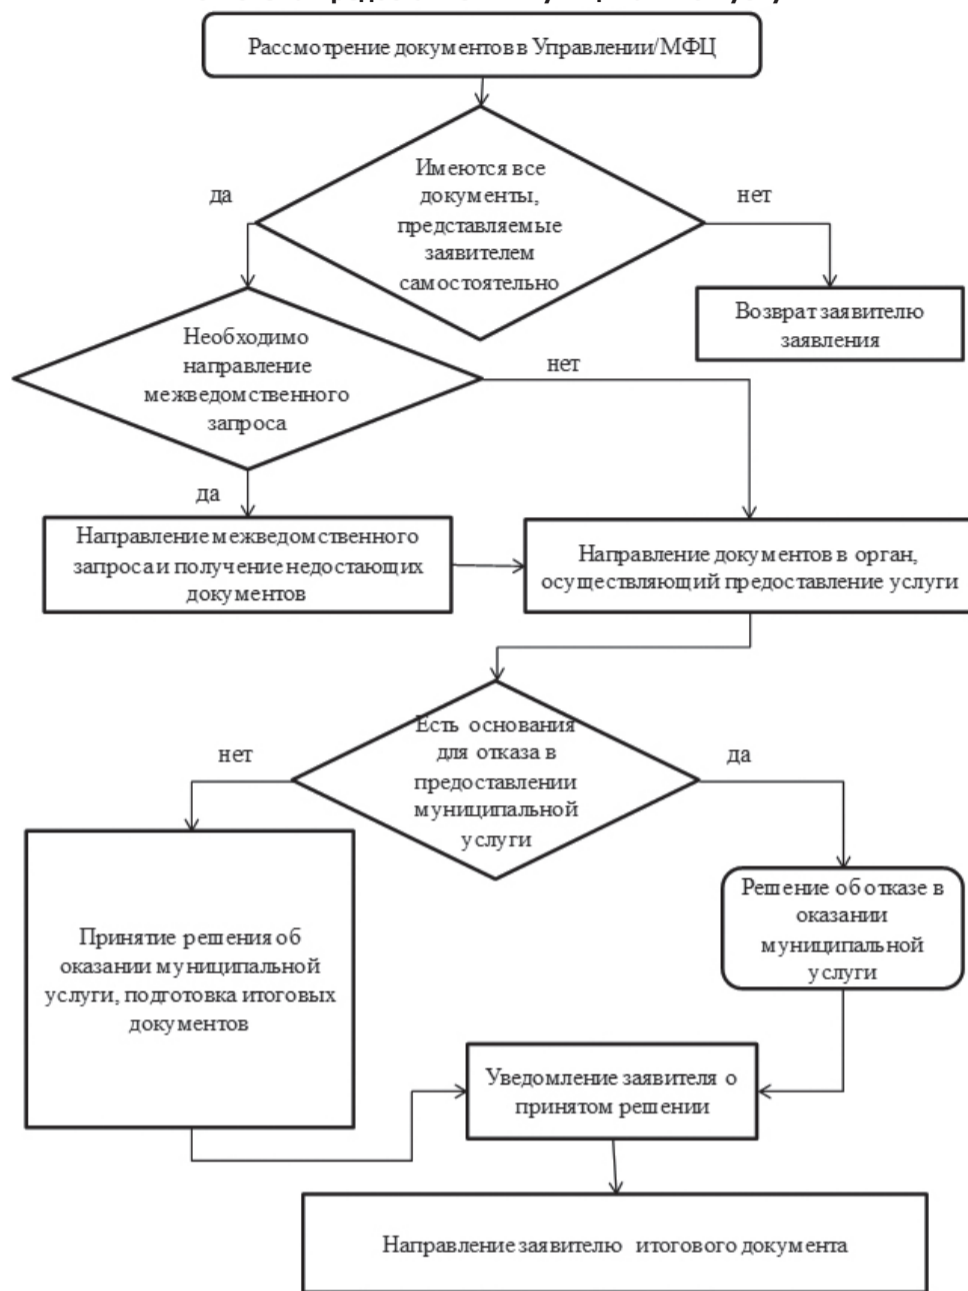 Рассмотрение документов в Управлении/МФЦ
Имеются все
документы,
представляемые
заявителем
самостоятельно
да
нет
Возврат заявителю
заявления
Необходимо
направление
межведомственного
запроса
нет
да
Направление межведомственного
запроса и получение недостающих
документов
Направление документов в орган,
осуществляющий предоставление услуги
Есть основания
для отказа в
предоставлении
муниципальной
услуги
нет
да
Решение об отказе в
оказании
муниципальной
услуги
Принятие решения об
оказании муниципальной
услуги, подготовка итоговых
документов
Уведомление заявителя о
принятом решении
Направление заявителю итогового документа